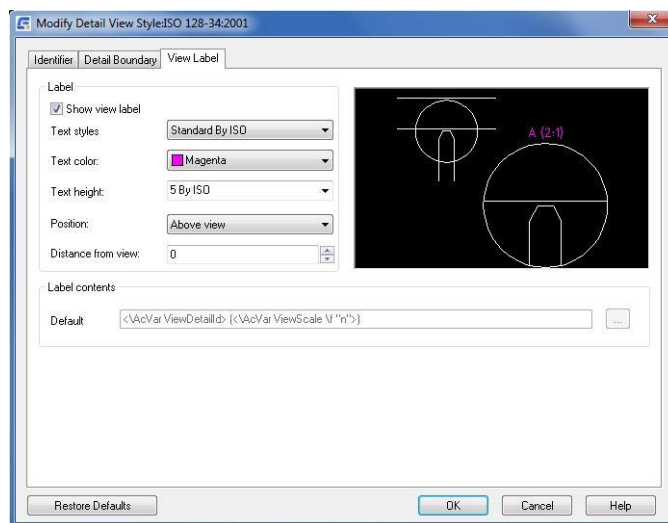 Modify Detail View Style:ISO 128-34:2001
Identifier Detail Boundary View Label
Label
Show view label
Text styles Standard By ISO
Text color: Magenta
Text height: 5 By ISO
Position: Above view
Distance from view: 0
A (2:1)
Label contents
Default <\AcVar ViewDetailId> (<\AcVar ViewScale \f "n">) ...
Restore Defaults OK Cancel Help